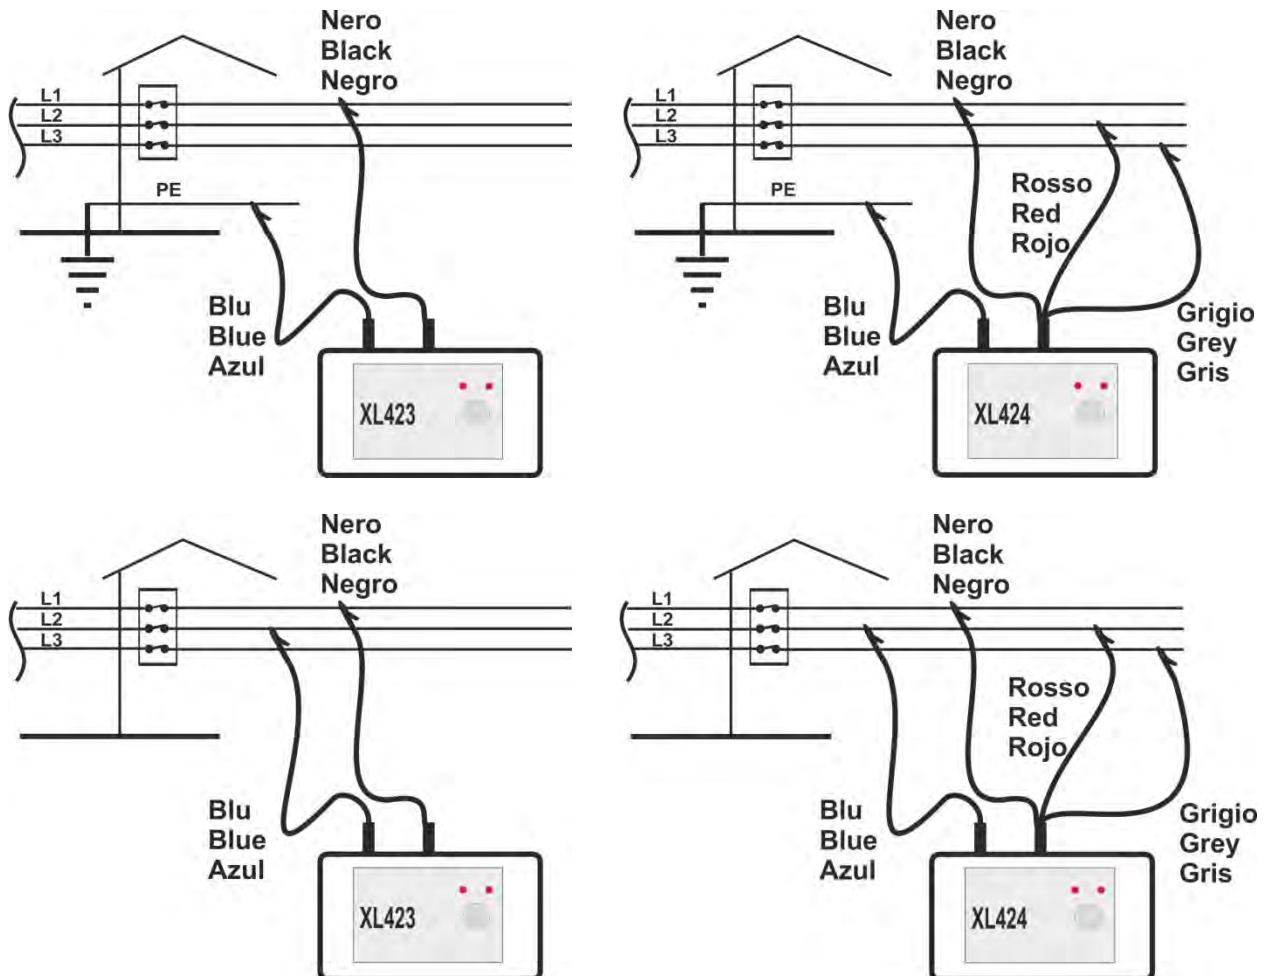 Nero
Black
Negro
L1
L2
L3
PE
Blu
Blue
Azul
XL423
Nero
Black
Negro
L1
L2
L3
PE
Rosso
Red
Rojo
Blu
Blue
Azul
Grigio
Grey
Gris
XL424
Nero
Black
Negro
L1
L2
L3
Blu
Blue
Azul
XL423
Nero
Black
Negro
L1
L2
L3
Rosso
Red
Rojo
Blu
Blue
Azul
Grigio
Grey
Gris
XL424